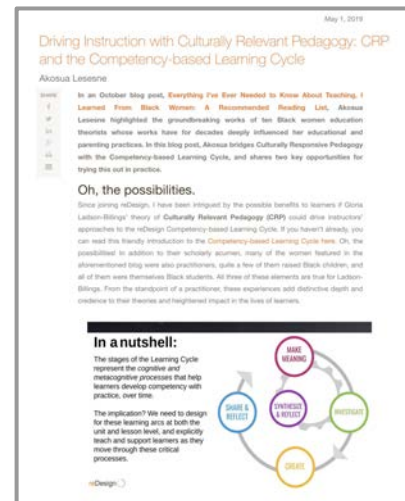 May 1, 2019
Driving Instruction with Culturally Relevant Pedagogy: CRP
and the Competency-based Learning Cycle
Akosua Lesesne
SHARE
In an October blog post, Everything I've Ever Needed to Know About Teaching, I
Learned From Black Women: A Recommended Reading List, Akosua
Lesesne highlighted the groundbreaking works of ten Black women education
theorists whose works have for decades deeply influenced her educational and
parenting practices. In this blog post, Akosua bridges Culturally Responsive Pedagogy
with the Competency-based Learning Cycle, and shares two key opportunities for
trying this out in practice.
Oh, the possibilities.
Since joining reDesign, I have been intrigued by the possible benefits to learners if Gloria
Ladson-Billings' theory of Culturally Relevant Pedagogy (CRP) could drive instructors'
approaches to the reDesign Competency-based Learning Cycle. If you haven't already, you
can read this friendly introduction to the Competency-based Learning Cycle here. Oh, the
possibilities! In addition to their scholarly acumen, many of the women featured in the
aforementioned blog were also practitioners, quite a few of them raised Black children, and
all of them were themselves Black students. All three of these elements are true for Ladson-
Billings. From the standpoint of a practitioner, these experiences add distinctive depth and
credence to their theories and heightened impact in the lives of learners.
In a nutshell:
The stages of the Learning Cycle
represent the cognitive and
metacognitive processes that help
learners develop competency with
practice, over time.
The implication? We need to design
for these learning arcs at both the
unit and lesson level, and explicitly
teach and support learners as they
move through these critical
processes.
reDesign
MAKE
MEANING
SYNTHESIZE
& REFLECT
INVESTIGATE
SHARE &
REFLECT
CREATE